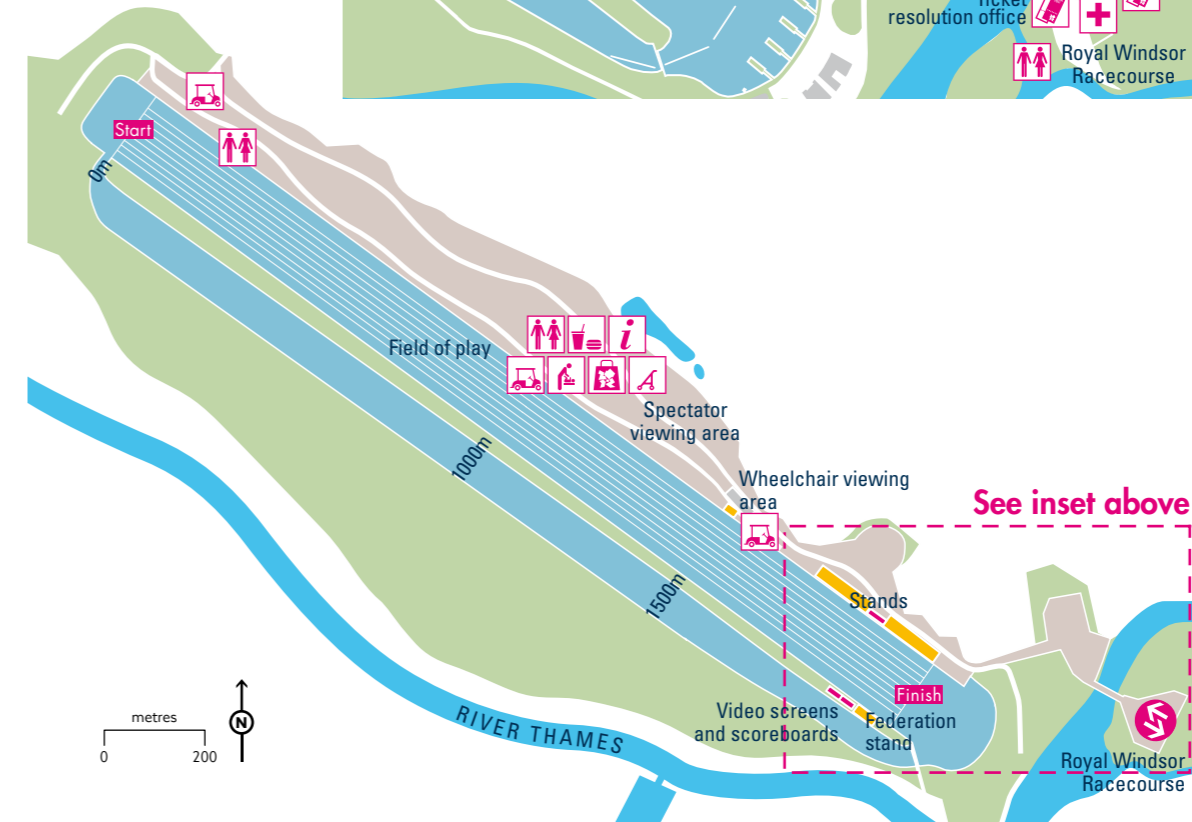 Ticket
resolution office
Royal Windsor
Racecourse
Start
0m
Field of play
i
Spectator
viewing area
1000m
Wheelchair viewing
area
See inset above
1500m
Stands
Finish
Video screens
and scoreboards
Federation
stand
RIVER THAMES
metres
0 200
N
Royal Windsor
Racecourse